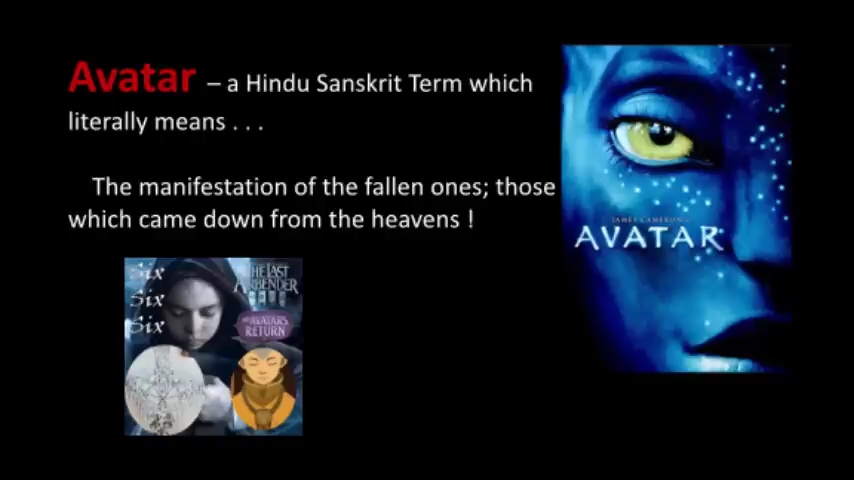 Avatar – a Hindu Sanskrit Term which
literally means . . .
The manifestation of the fallen ones; those
which came down from the heavens !
JAMES CAMERON'S
AVATAR
Six
Six
Six
THE LAST
AIRBENDER
THE AVATARS
RETURN